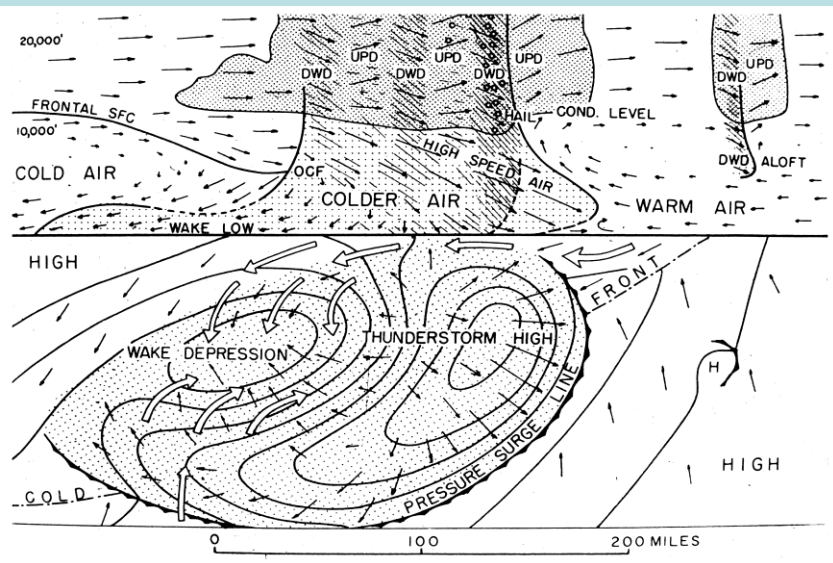 20,000'
UPD
UPD
UPD
UPD
DWD
DWD
DWD
DWD
FRONTAL SFC
HAIL
COND. LEVEL
10,000'
HIGH SPEED AIR
DWD
ALOFT
COLD AIR
OCF
COLDER AIR
WARM AIR
WAKE LOW
HIGH
FRONT
WAKE DEPRESSION
THUNDERSTORM HIGH
H
PRESSURE SURGE LINE
HIGH
COLD
0
100
200 MILES